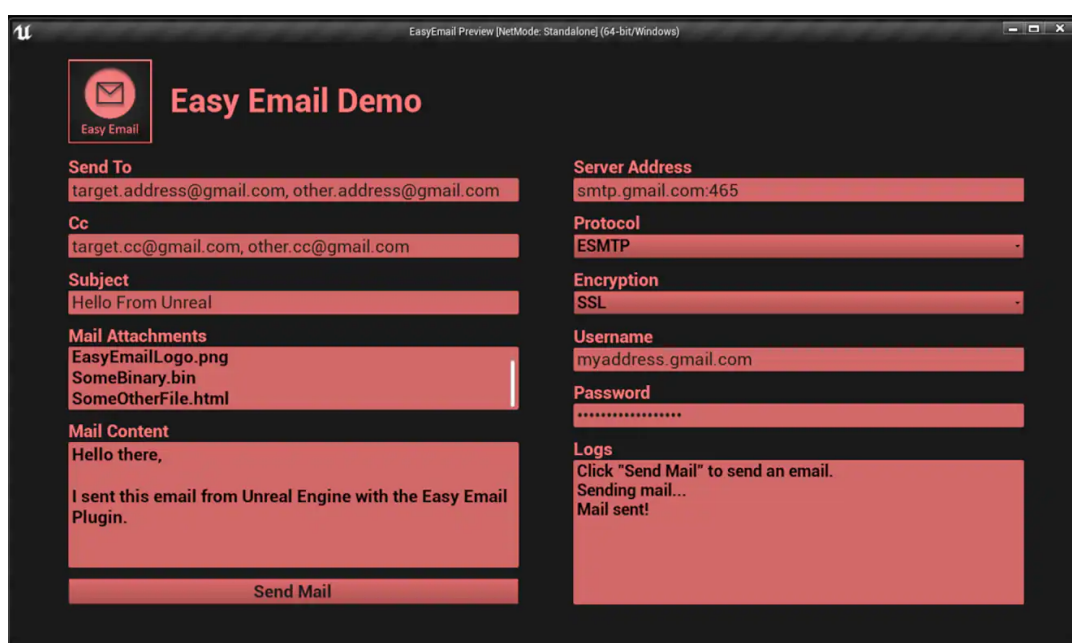 EasyEmail Preview [NetMode: Standalone] (64-bit/Windows)
Easy Email
Easy Email Demo
Send To
target.address@gmail.com, other.address@gmail.com
Cc
target.cc@gmail.com, other.cc@gmail.com
Subject
Hello From Unreal
Mail Attachments
EasyEmailLogo.png
SomeBinary.bin
SomeOtherFile.html
Mail Content
Hello there,
I sent this email from Unreal Engine with the Easy Email
Plugin.
Send Mail
Server Address
smtp.gmail.com:465
Protocol
ESMTP
Encryption
SSL
Username
myaddress.gmail.com
Password
••••••••••••••••••
Logs
Click "Send Mail" to send an email.
Sending mail...
Mail sent!